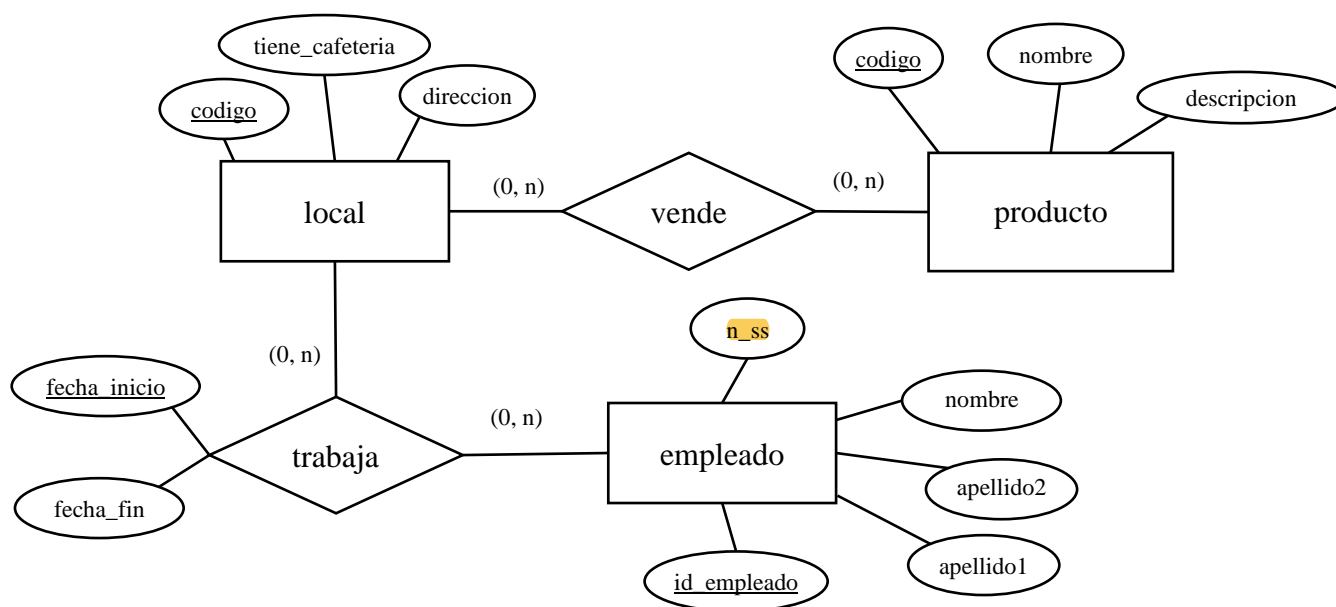 tiene_cafeteria
codigo
direccion
codigo
nombre
descripcion
local
(0, n)
vende
(0, n)
producto
n_ss
(0, n)
fecha_inicio
(0, n)
nombre
trabaja
empleado
apellido2
fecha_fin
apellido1
id_empleado